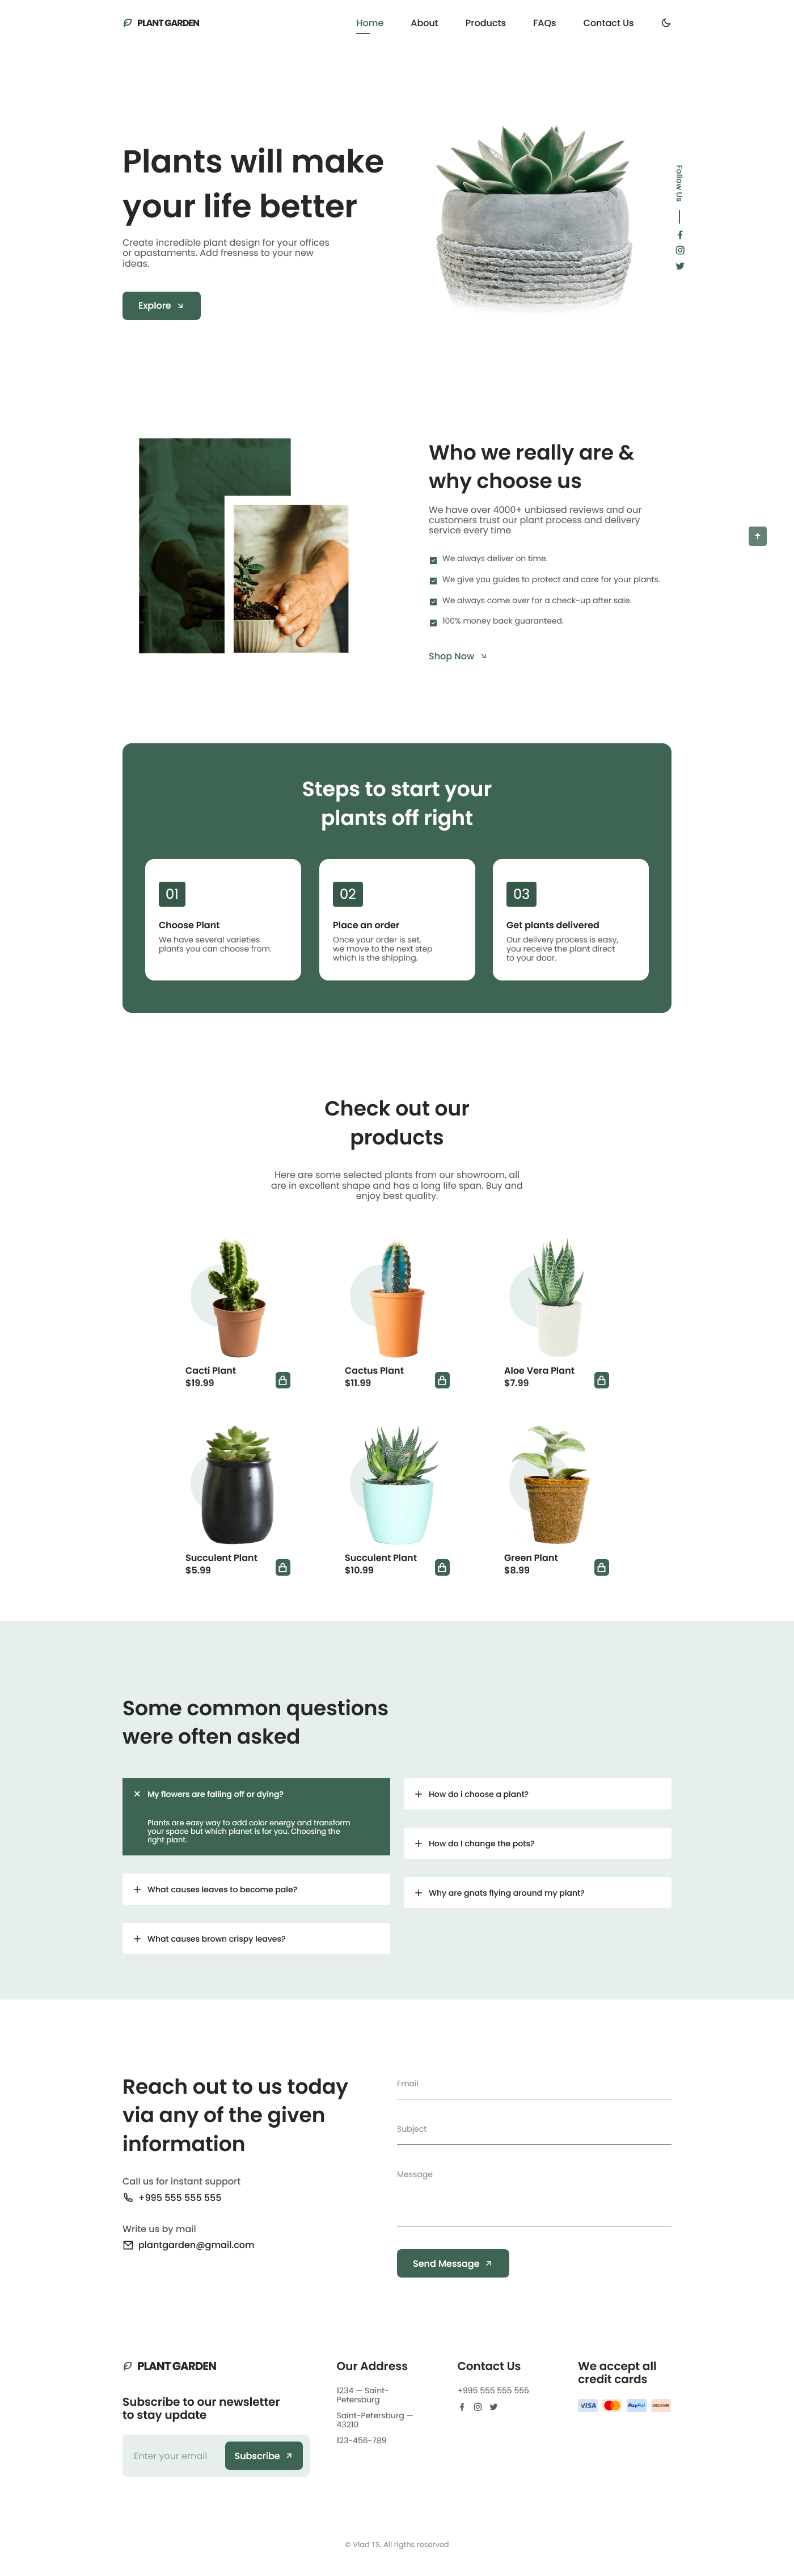 PLANT GARDEN
Home
About
Products
FAQs
Contact Us
Plants will make
your life better
Create incredible plant design for your offices
or apastaments. Add fresness to your new
ideas.
Explore
Follow Us
Who we really are &
why choose us
We have over 4000+ unbiased reviews and our
customers trust our plant process and delivery
service every time
We always deliver on time.
We give you guides to protect and care for your plants.
We always come over for a check-up after sale.
100% money back guaranteed.
Shop Now
Steps to start your
plants off right
01
Choose Plant
We have several varieties
plants you can choose from.
02
Place an order
Once your order is set,
we move to the next step
which is the shipping.
03
Get plants delivered
Our delivery process is easy,
you receive the plant direct
to your door.
Check out our
products
Here are some selected plants from our showroom, all
are in excellent shape and has a long life span. Buy and
enjoy best quality.
Cacti Plant
$19.99
Cactus Plant
$11.99
Aloe Vera Plant
$7.99
Succulent Plant
$5.99
Succulent Plant
$10.99
Green Plant
$8.99
Some common questions
were often asked
My flowers are falling off or dying?
Plants are easy way to add color energy and transform
your space but which planet is for you. Choosing the
right plant.
What causes leaves to become pale?
What causes brown crispy leaves?
How do i choose a plant?
How do I change the pots?
Why are gnats flying around my plant?
Reach out to us today
via any of the given
information
Call us for instant support
+995 555 555 555
Write us by mail
plantgarden@gmail.com
Email
Subject
Message
Send Message
PLANT GARDEN
Subscribe to our newsletter
to stay update
Enter your email
Subscribe
Our Address
1234 — Saint-
Petersburg
Saint-Petersburg —
43210
123-456-789
Contact Us
+995 555 555 555
We accept all
credit cards
VISA
PayPal
DISCOVER
© Vlad TS. All rigths reserved